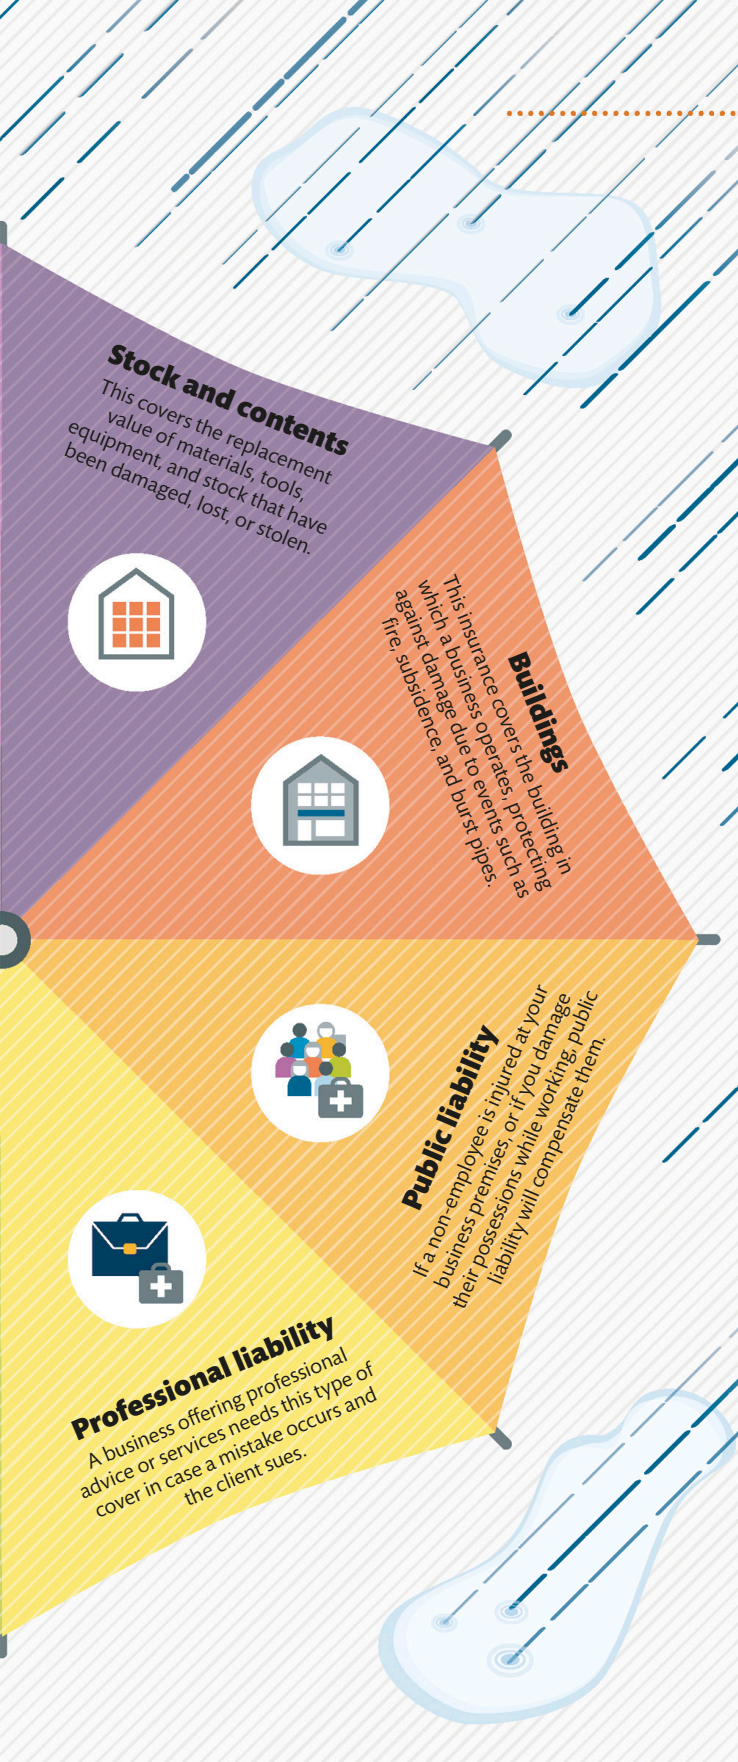 Stock and contents
This covers the replacement
value of materials, tools,
equipment, and stock that have
been damaged, lost, or stolen.
Buildings
This insurance covers the building in
which a business operates, protecting
against damage due to events such as
fire, subsidence, and burst pipes.
Public liability
If a non-employee is injured at your
business premises, or if you damage
their possessions while working, public
liability will compensate them.
Professional liability
A business offering professional
advice or services needs this type of
cover in case a mistake occurs and
the client sues.